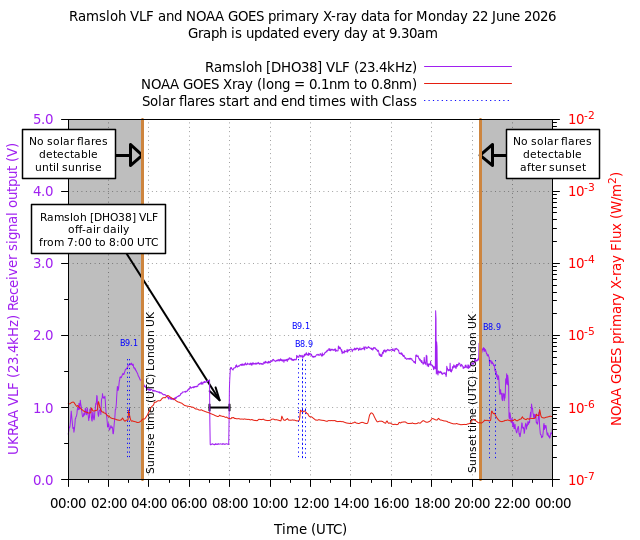 Ramsloh VLF and NOAA GOES primary X-ray data for Monday 22 June 2026
Graph is updated every day at 9.30am
Ramsloh [DHO38] VLF (23.4kHz)
NOAA GOES Xray (long = 0.1nm to 0.8nm)
Solar flares start and end times with Class
5.0
4.0
3.0
2.0
1.0
0.0
UKRAA VLF (23.4kHz) Receiver signal output (V)
No solar flares
detectable
until sunrise
No solar flares
detectable
after sunset
Ramsloh [DHO38] VLF
off-air daily
from 7:00 to 8:00 UTC
B9.1
B9.1
B8.9
B8.9
Sunrise time (UTC) London UK
Sunset time (UTC) London UK
10-2
10-3
10-4
10-5
10-6
10-7
NOAA GOES primary X-ray Flux (W/m2)
00:00 02:00 04:00 06:00 08:00 10:00 12:00 14:00 16:00 18:00 20:00 22:00 00:00
Time (UTC)